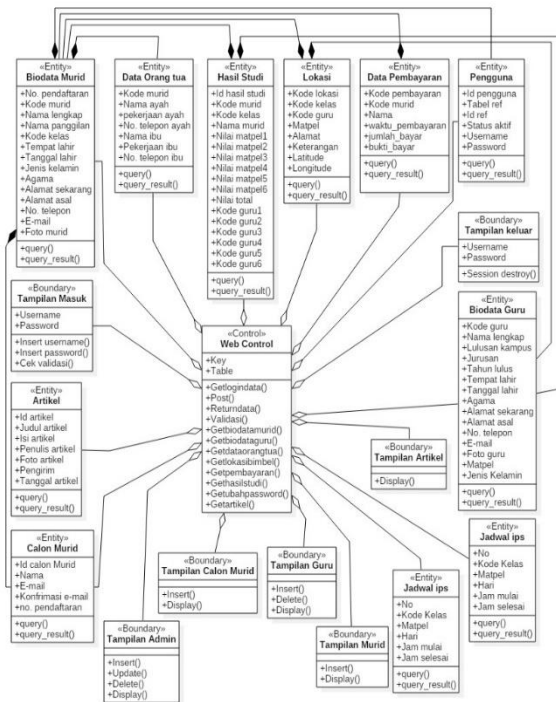 «Entity»
Biodata Murid
+No. pendaftaran
+Kode murid
+Nama lengkap
+Nama panggilan
+Kode kelas
+Tempat lahir
+Tanggal lahir
+Jenis kelamin
+Agama
+Alamat sekarang
+Alamat asal
+No. telepon
+E-mail
+Foto murid
+query()
+query_result()
«Entity»
Data Orang tua
+Kode murid
+Nama ayah
+pekerjaan ayah
+No. telepon ayah
+Nama ibu
+Pekerjaan ibu
+No. telepon ibu
+query()
+query_result()
«Entity»
Hasil Studi
+Id hasil studi
+Kode murid
+Kode kelas
+Nama murid
+Nilai matpel1
+Nilai matpel2
+Nilai matpel3
+Nilai matpel4
+Nilai matpel5
+Nilai matpel6
+Nilai total
+Kode guru1
+Kode guru2
+Kode guru3
+Kode guru4
+Kode guru5
+Kode guru6
+query()
+query_result()
«Entity»
Lokasi
+Kode lokasi
+Kode kelas
+Kode guru
+Matpel
+Alamat
+Keterangan
+Latitude
+Longitude
+query()
+query_result()
«Entity»
Data Pembayaran
+Kode pembayaran
+Kode murid
+Nama
+waktu_pembayaran
+jumlah_bayar
+bukti_bayar
+query()
+query_result()
«Entity»
Pengguna
+Id pengguna
+Tabel ref
+Id ref
+Status aktif
+Username
+Password
+query()
+query_result()
«Boundary»
Tampilan keluar
+Username
+Password
+Session destroy()
«Boundary»
Tampilan Masuk
+Username
+Password
+Insert username()
+Insert password()
+Cek validasi()
«Control»
Web Control
+Key
+Table
+Getlogindata()
+Post()
+Returndata()
+Validasi()
+Getbiodatamurid()
+Getbiodataguru()
+Getdataorangtua()
+Getlokasibimbel()
+Getpembayaran()
+Gethasilstudi()
+Getubahpassword()
+Getartikel()
«Entity»
Biodata Guru
+Kode guru
+Nama lengkap
+Lulusan kampus
+Jurusan
+Tahun lulus
+Tempat lahir
+Tanggal lahir
+Agama
+Alamat sekarang
+Alamat asal
+No. telepon
+E-mail
+Foto guru
+Matpel
+Jenis Kelamin
+query()
+query_result()
«Entity»
Artikel
+Id artikel
+Judul artikel
+Isi artikel
+Penulis artikel
+Foto artikel
+Pengirim
+Tanggal artikel
+query()
+query_result()
«Boundary»
Tampilan Artikel
+Display()
«Entity»
Calon Murid
+Id calon Murid
+Nama
+E-mail
+Konfrimasi e-mail
+no. pendaftaran
+query()
+query_result()
«Boundary»
Tampilan Calon Murid
+Insert()
+Display()
«Boundary»
Tampilan Guru
+Insert()
+Delete()
+Display()
«Entity»
Jadwal ips
+No
+Kode Kelas
+Matpel
+Hari
+Jam mulai
+Jam selesai
+query()
+query_result()
«Entity»
Jadwal ips
+No
+Kode Kelas
+Matpel
+Hari
+Jam mulai
+Jam selesai
+query()
+query_result()
«Boundary»
Tampilan Admin
+Insert()
+Update()
+Delete()
+Display()
«Boundary»
Tampilan Murid
+Insert()
+Display()